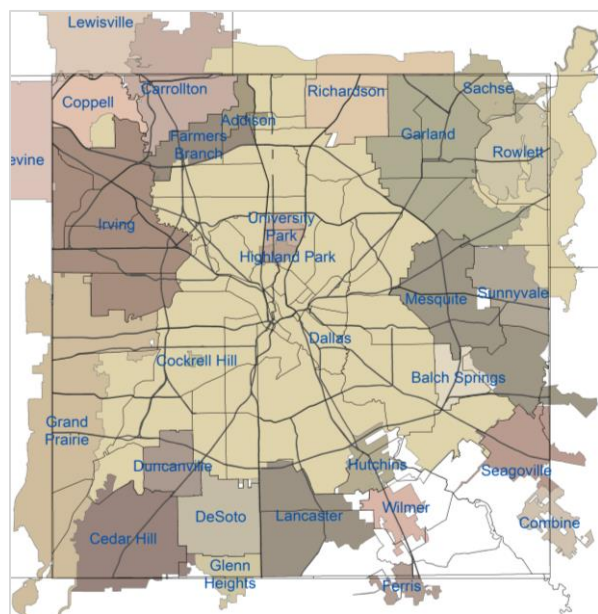 Lewisville
Coppell
Carrollton
Richardson
Sachse
Addison
Farmers
Branch
Garland
Rowlett
evine
Irving
University
Park
Highland Park
Mesquite
Sunnyvale
Dallas
Cockrell Hill
Balch Springs
Grand
Prairie
Duncanville
Hutchins
Seagoville
DeSoto
Lancaster
Wilmer
Combine
Cedar Hill
Glenn
Heights
Ferris